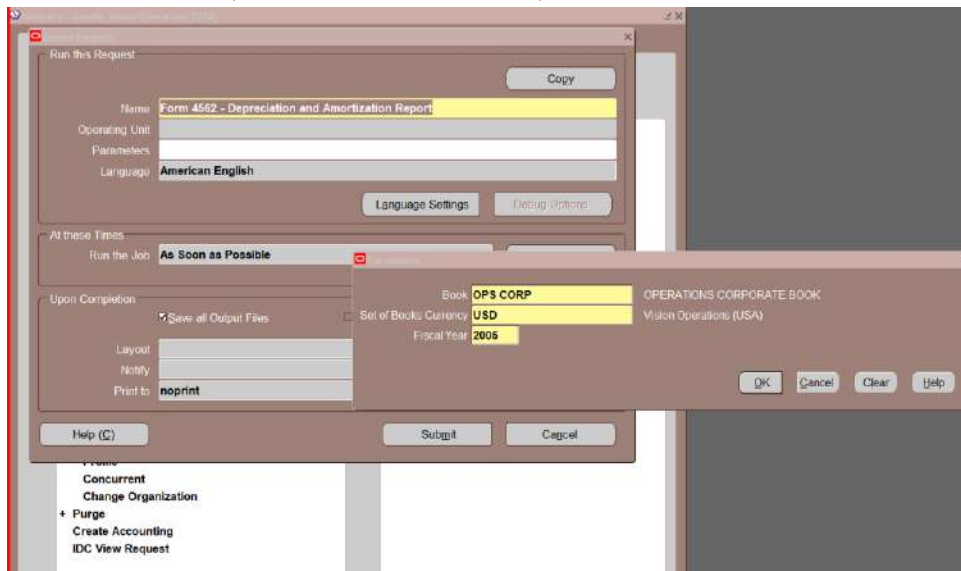 Run this Request
Copy
Name Form 4562 - Depreciation and Amortization Report
Operating Unit
Parameters
Language American English
Language Settings Debug Options
At these Times
Run the Job As Soon as Possible
Book OPS CORP OPERATIONS CORPORATE BOOK
Set of Books Currency USD Vision Operations (USA)
Fiscal Year 2005
OK Cancel Clear Help
Upon Completion
Save all Output Files
Layout
Notify
Print to noprint
Help (C) Submit Cancel
Profile
Concurrent
Change Organization
+ Purge
Create Accounting
IDC View Request